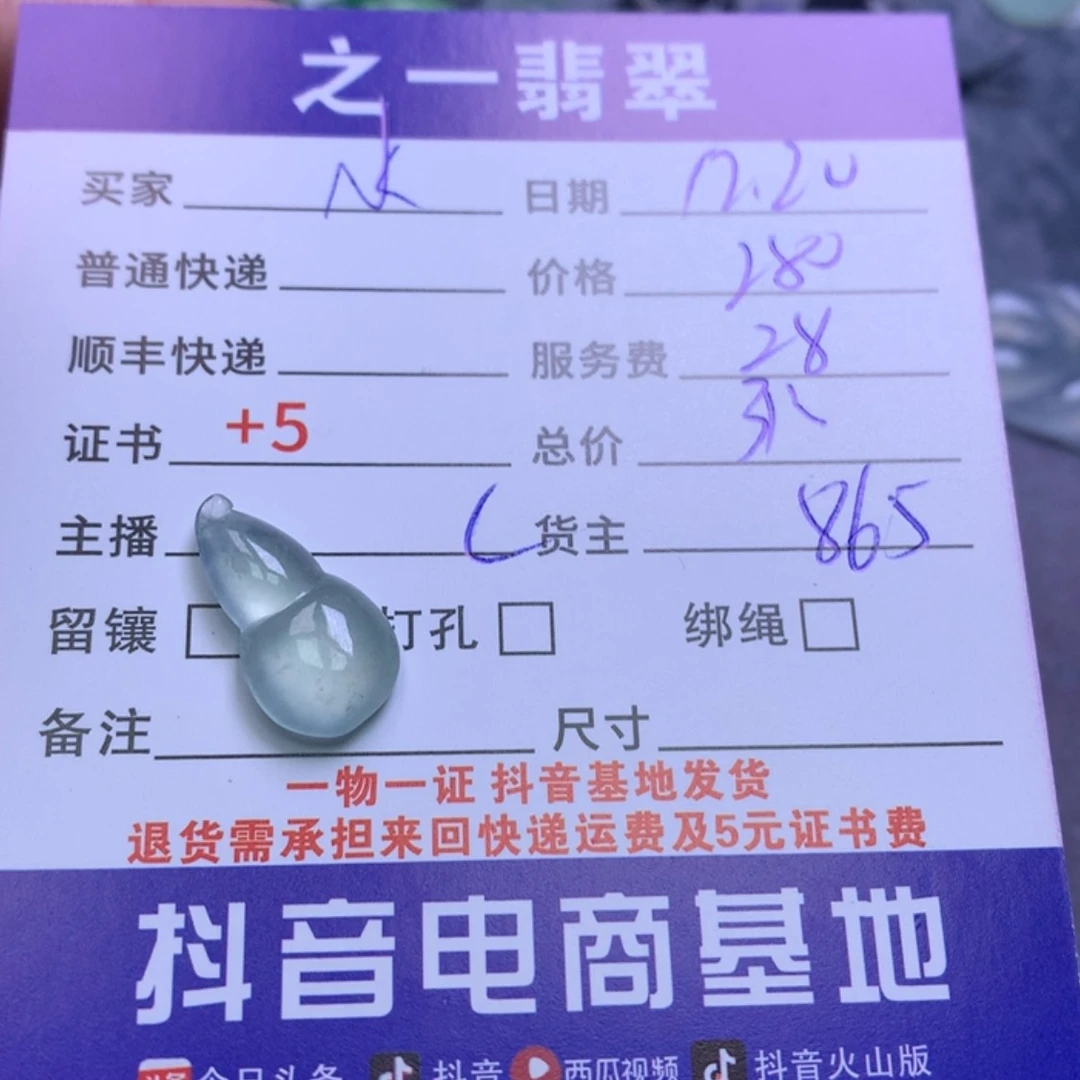 之一翡翠
买家 日期 12.20
普通快递 价格 280
顺丰快递 服务费 28
证书 +5 总价
主播 货主 865
留镶 打孔 绑绳
备注 尺寸
一物一证 抖音基地发货
退货需承担来回快递运费及5元证书费
抖音电商基地
今日头条 抖音 西瓜视频 抖音火山版